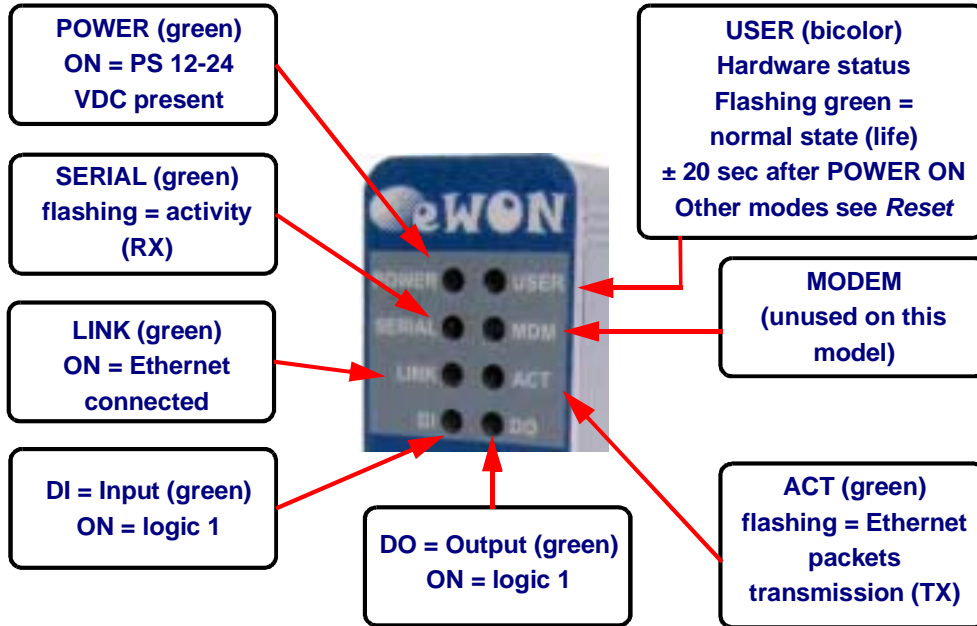 POWER (green)
ON = PS 12-24
VDC present
USER (bicolor)
Hardware status
Flashing green =
normal state (life)
± 20 sec after POWER ON
Other modes see Reset
SERIAL (green)
flashing = activity
(RX)
MODEM
(unused on this
model)
LINK (green)
ON = Ethernet
connected
DI = Input (green)
ON = logic 1
DO = Output (green)
ON = logic 1
ACT (green)
flashing = Ethernet
packets
transmission (TX)
eWON
POWER USER
SERIAL MDM
LINK ACT
DI DO